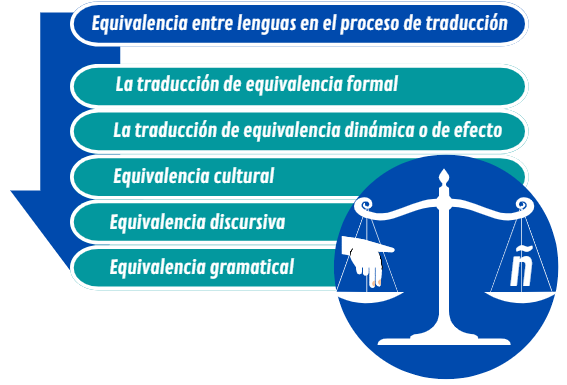 Equivalencia entre lenguas en el proceso de traducción
La traducción de equivalencia formal
La traducción de equivalencia dinámica o de efecto
Equivalencia cultural
Equivalencia discursiva
Equivalencia gramatical
ñ